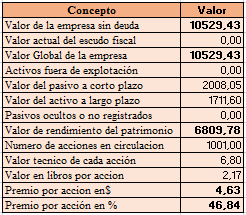 Concepto Valor
Valor de la empresa sin deuda 10529,43
Valor actual del escudo fiscal 0,00
Valor Global de la empresa 10529,43
Activos fuera de explotación 0,00
Valor del pasivo a corto plazo 2008,05
Valor del activo a largo plazo 1711,60
Pasivos ocultos o no registrados 0,00
Valor de rendimiento del patrimonio 6809,78
Numero de acciones en circulacion 1001,00
Valor tecnico de cada acción 6,80
Valor en libros por accion 2,17
Premio por accion en$ 4,63
Premio por acción en % 46,84